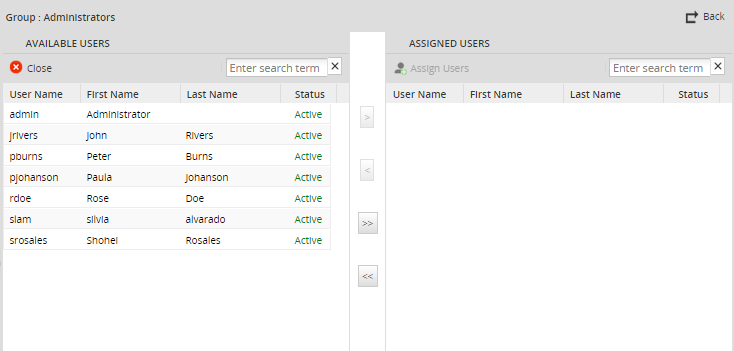 Group : Administrators
Back
AVAILABLE USERS
ASSIGNED USERS
Close
Enter search term
Assign Users
Enter search term
User Name First Name Last Name Status
User Name First Name Last Name Status
admin Administrator Active
jrivers John Rivers Active
pburns Peter Burns Active
pjohanson Paula Johanson Active
rdoe Rose Doe Active
slam silvia alvarado Active
srosales Shohei Rosales Active
>
<
>>
<<